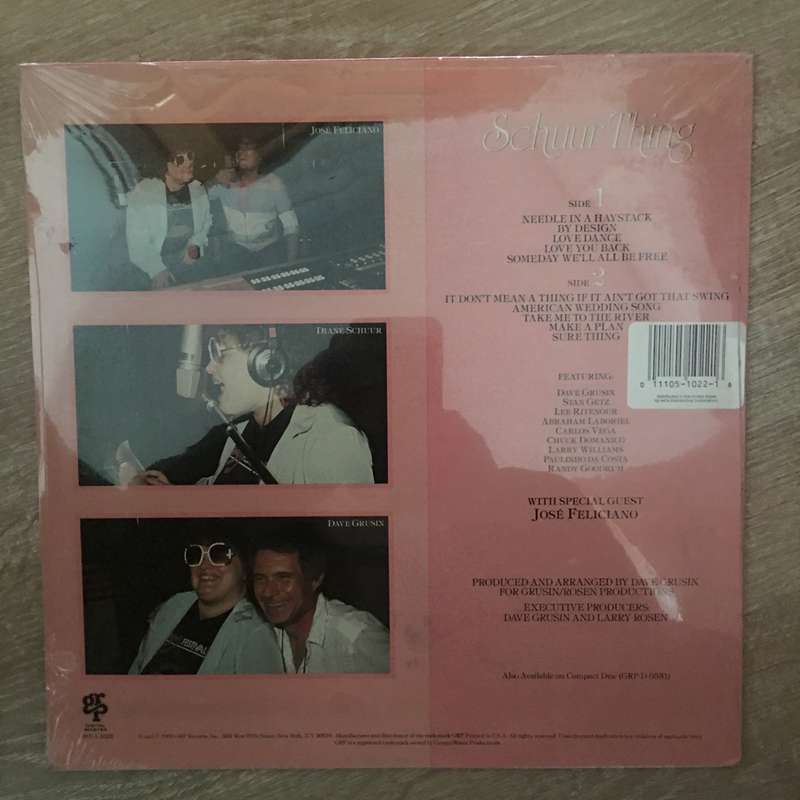 José Feliciano
Diane Schuur
Dave Grusin
Schuur Thing
SIDE 1
NEEDLE IN A HAYSTACK
BY DESIGN
LOVE DANCE
LOVE YOU BACK
SOMEDAY WE'LL ALL BE FREE
SIDE 2
IT DON'T MEAN A THING IF IT AIN'T GOT THAT SWING
AMERICAN WEDDING SONG
TAKE ME TO THE RIVER
MAKE A PLAN
SURE THING
0 11105-1022-1 8
FEATURING:
DAVE GRUSIN
STAN GETZ
LEE RITENOUR
ABRAHAM LABORIEL
CARLOS VEGA
CHUCK DOMANICO
LARRY WILLIAMS
PAULINHO DA COSTA
RANDY GOODRUM
WITH SPECIAL GUEST
JOSÉ FELICIANO
PRODUCED AND ARRANGED BY DAVE GRUSIN
FOR GRUSIN/ROSEN PRODUCTIONS
EXECUTIVE PRODUCERS:
DAVE GRUSIN AND LARRY ROSEN
Also Available on Compact Disc
grp
DIGITAL
MASTER